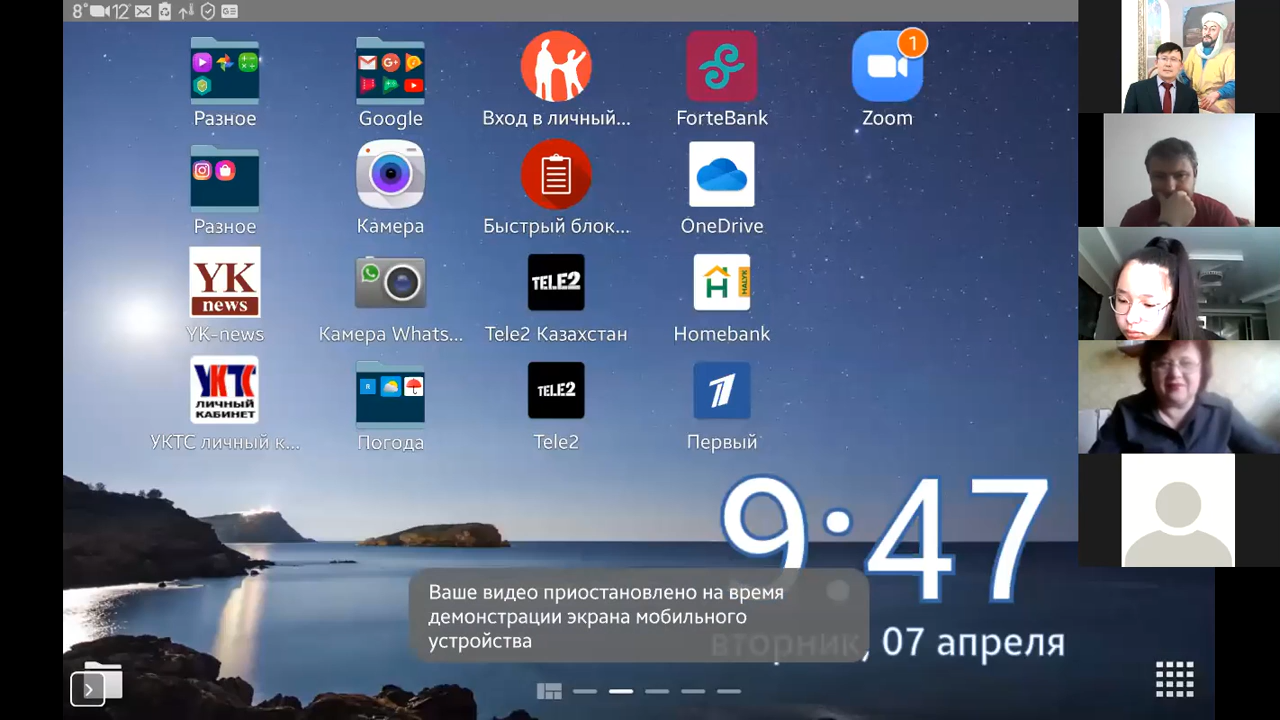 8° 12°
Разное
Google
Вход в личный...
ForteBank
Zoom
1
Разное
Камера
Быстрый блок...
OneDrive
YK
news
TELE2
HALYK
YK-news
Камера Whats...
Tele2 Казахстан
Homebank
УКТС
ЛИЧНЫЙ
КАБИНЕТ
R
TELE2
УКТС личный к...
Погода
Tele2
Первый
9:47
вторник, 07 апреля
Ваше видео приостановлено на время
демонстрации экрана мобильного
устройства